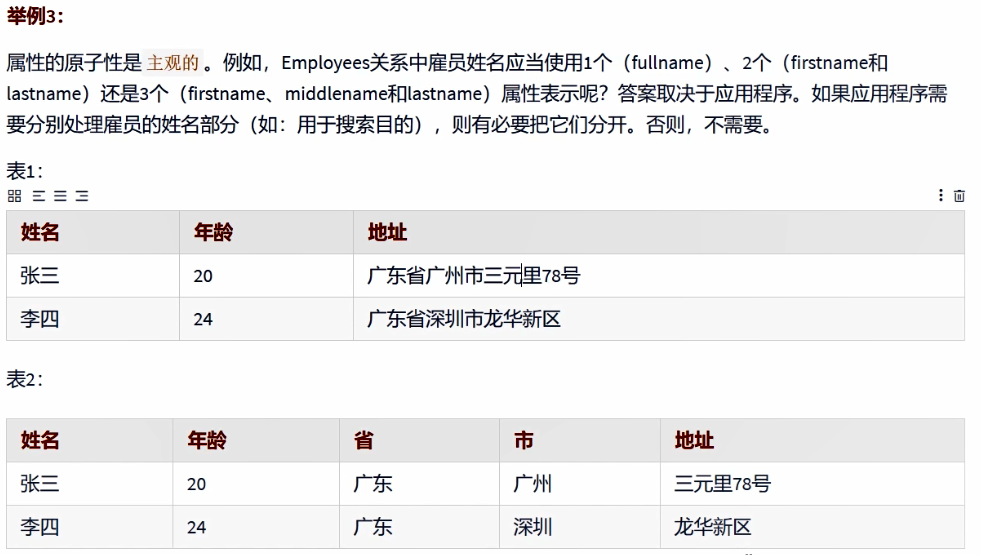 举例3：
属性的原子性是 主观的 。例如，Employees关系中雇员姓名应当使用1个（fullname）、2个（firstname和
lastname）还是3个（firstname、middlename和lastname）属性表示呢？答案取决于应用程序。如果应用程序需
要分别处理雇员的姓名部分（如：用于搜索目的），则有必要把它们分开。否则，不需要。
表1：
姓名 年龄 地址
张三 20 广东省广州市三元里78号
李四 24 广东省深圳市龙华新区
表2：
姓名 年龄 省 市 地址
张三 20 广东 广州 三元里78号
李四 24 广东 深圳 龙华新区